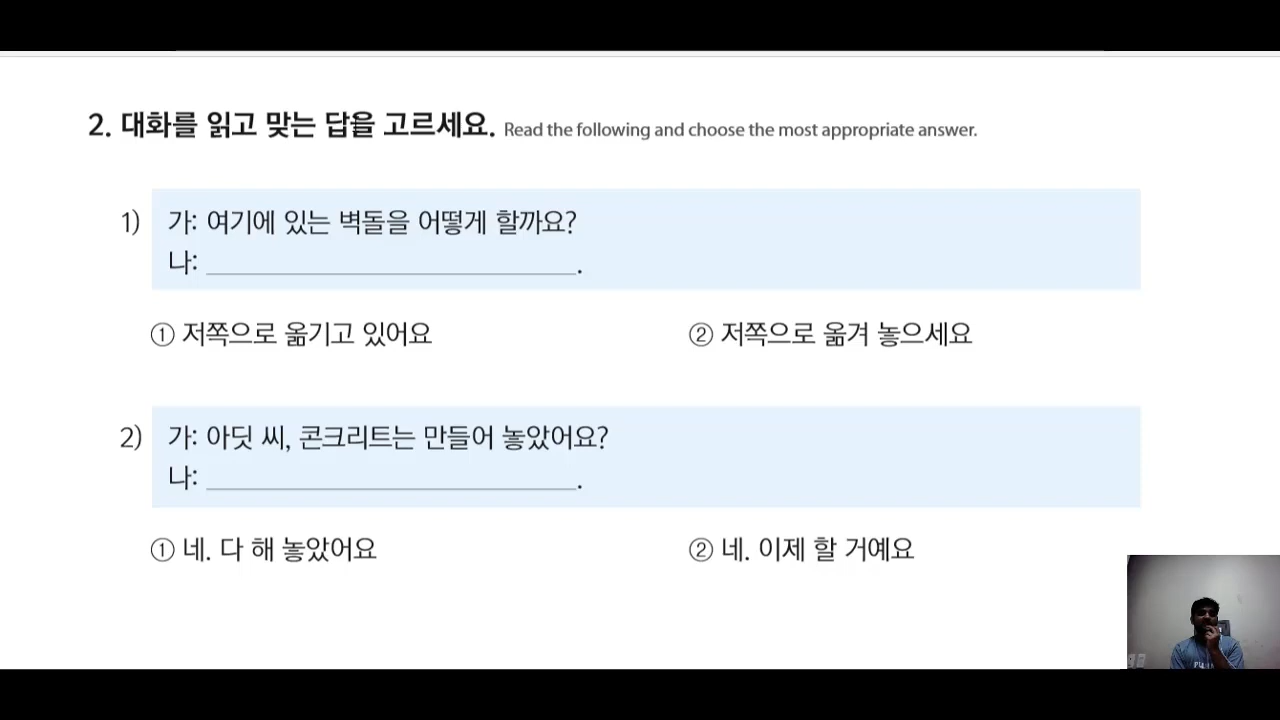 2. 대화를 읽고 맞는 답을 고르세요. Read the following and choose the most appropriate answer.
1) 가: 여기에 있는 벽돌을 어떻게 할까요?
나: ____________________.
① 저쪽으로 옮기고 있어요
② 저쪽으로 옮겨 놓으세요
2) 가: 아딧 씨, 콘크리트는 만들어 놓았어요?
나: ____________________.
① 네. 다 해 놓았어요
② 네. 이제 할 거예요